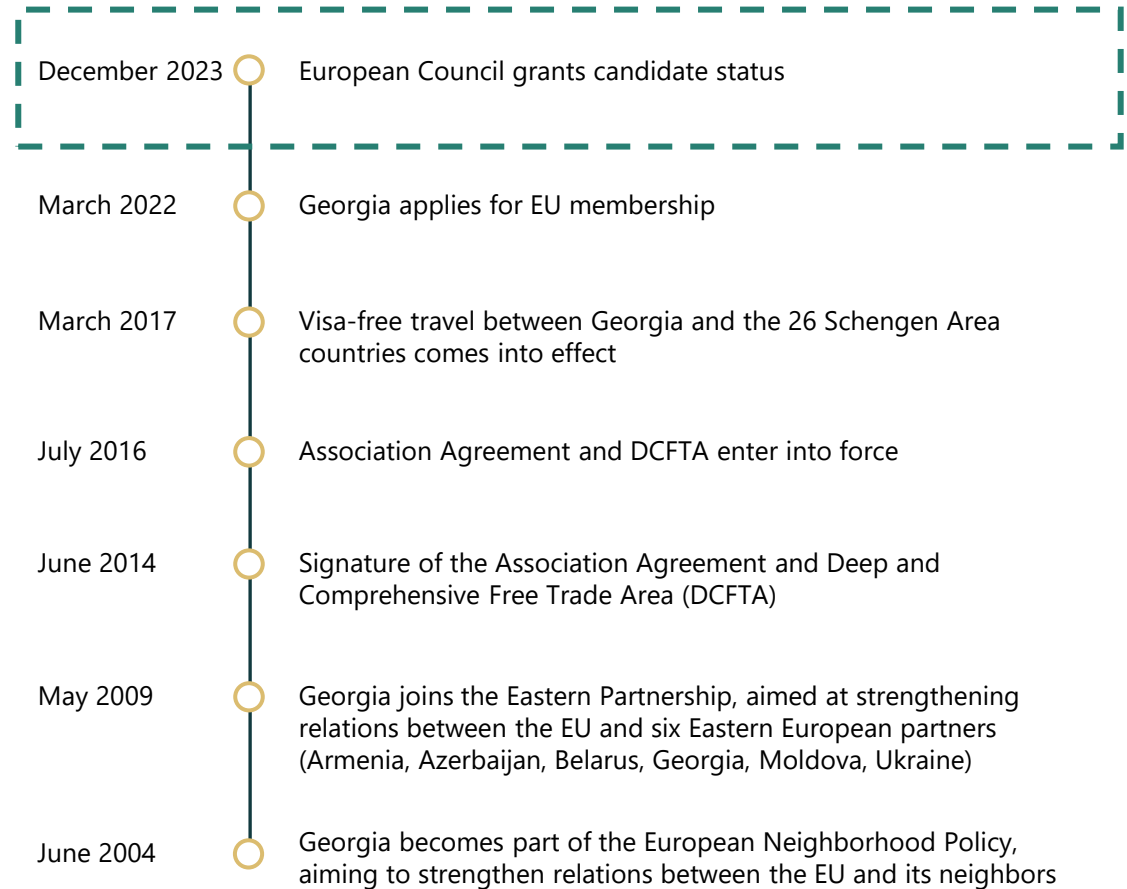 December 2023
European Council grants candidate status
March 2022
Georgia applies for EU membership
March 2017
Visa-free travel between Georgia and the 26 Schengen Area
countries comes into effect
July 2016
Association Agreement and DCFTA enter into force
June 2014
Signature of the Association Agreement and Deep and
Comprehensive Free Trade Area (DCFTA)
May 2009
Georgia joins the Eastern Partnership, aimed at strengthening
relations between the EU and six Eastern European partners
(Armenia, Azerbaijan, Belarus, Georgia, Moldova, Ukraine)
June 2004
Georgia becomes part of the European Neighborhood Policy,
aiming to strengthen relations between the EU and its neighbors